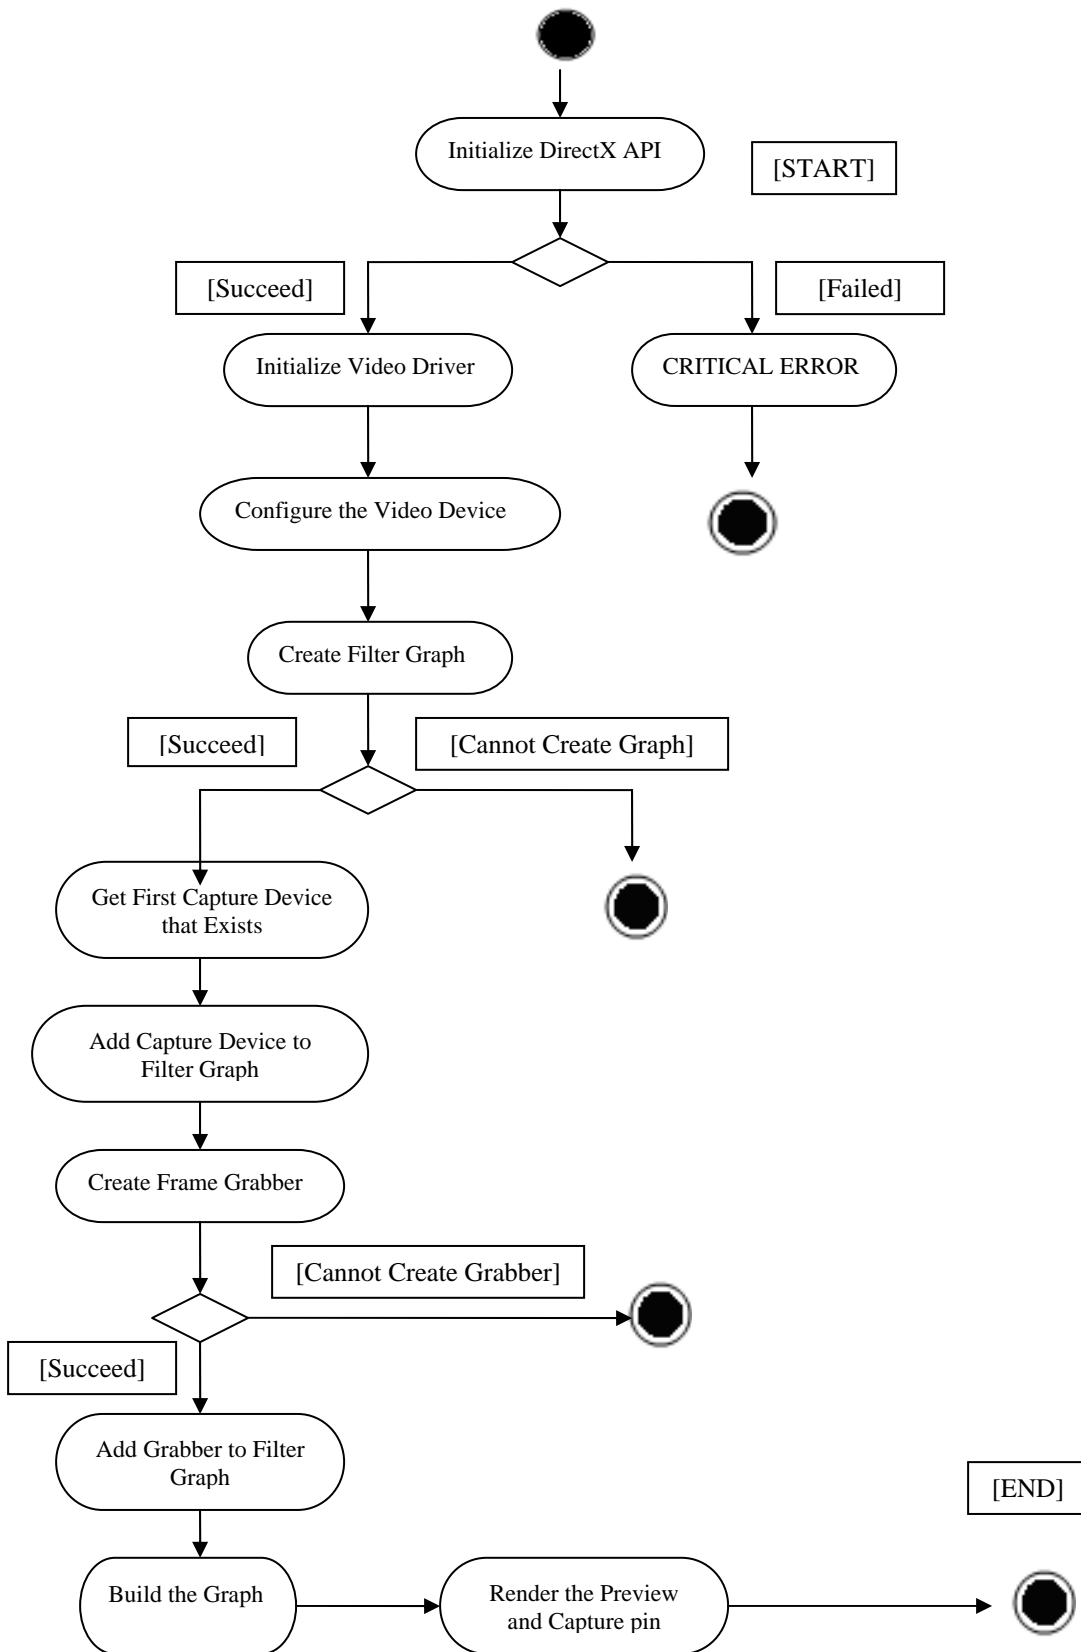 Initialize DirectX API
[START]
[Succeed]
[Failed]
Initialize Video Driver
CRITICAL ERROR
Configure the Video Device
Create Filter Graph
[Succeed]
[Cannot Create Graph]
Get First Capture Device
that Exists
Add Capture Device to
Filter Graph
Create Frame Grabber
[Cannot Create Grabber]
[Succeed]
Add Grabber to Filter
Graph
[END]
Build the Graph
Render the Preview
and Capture pin